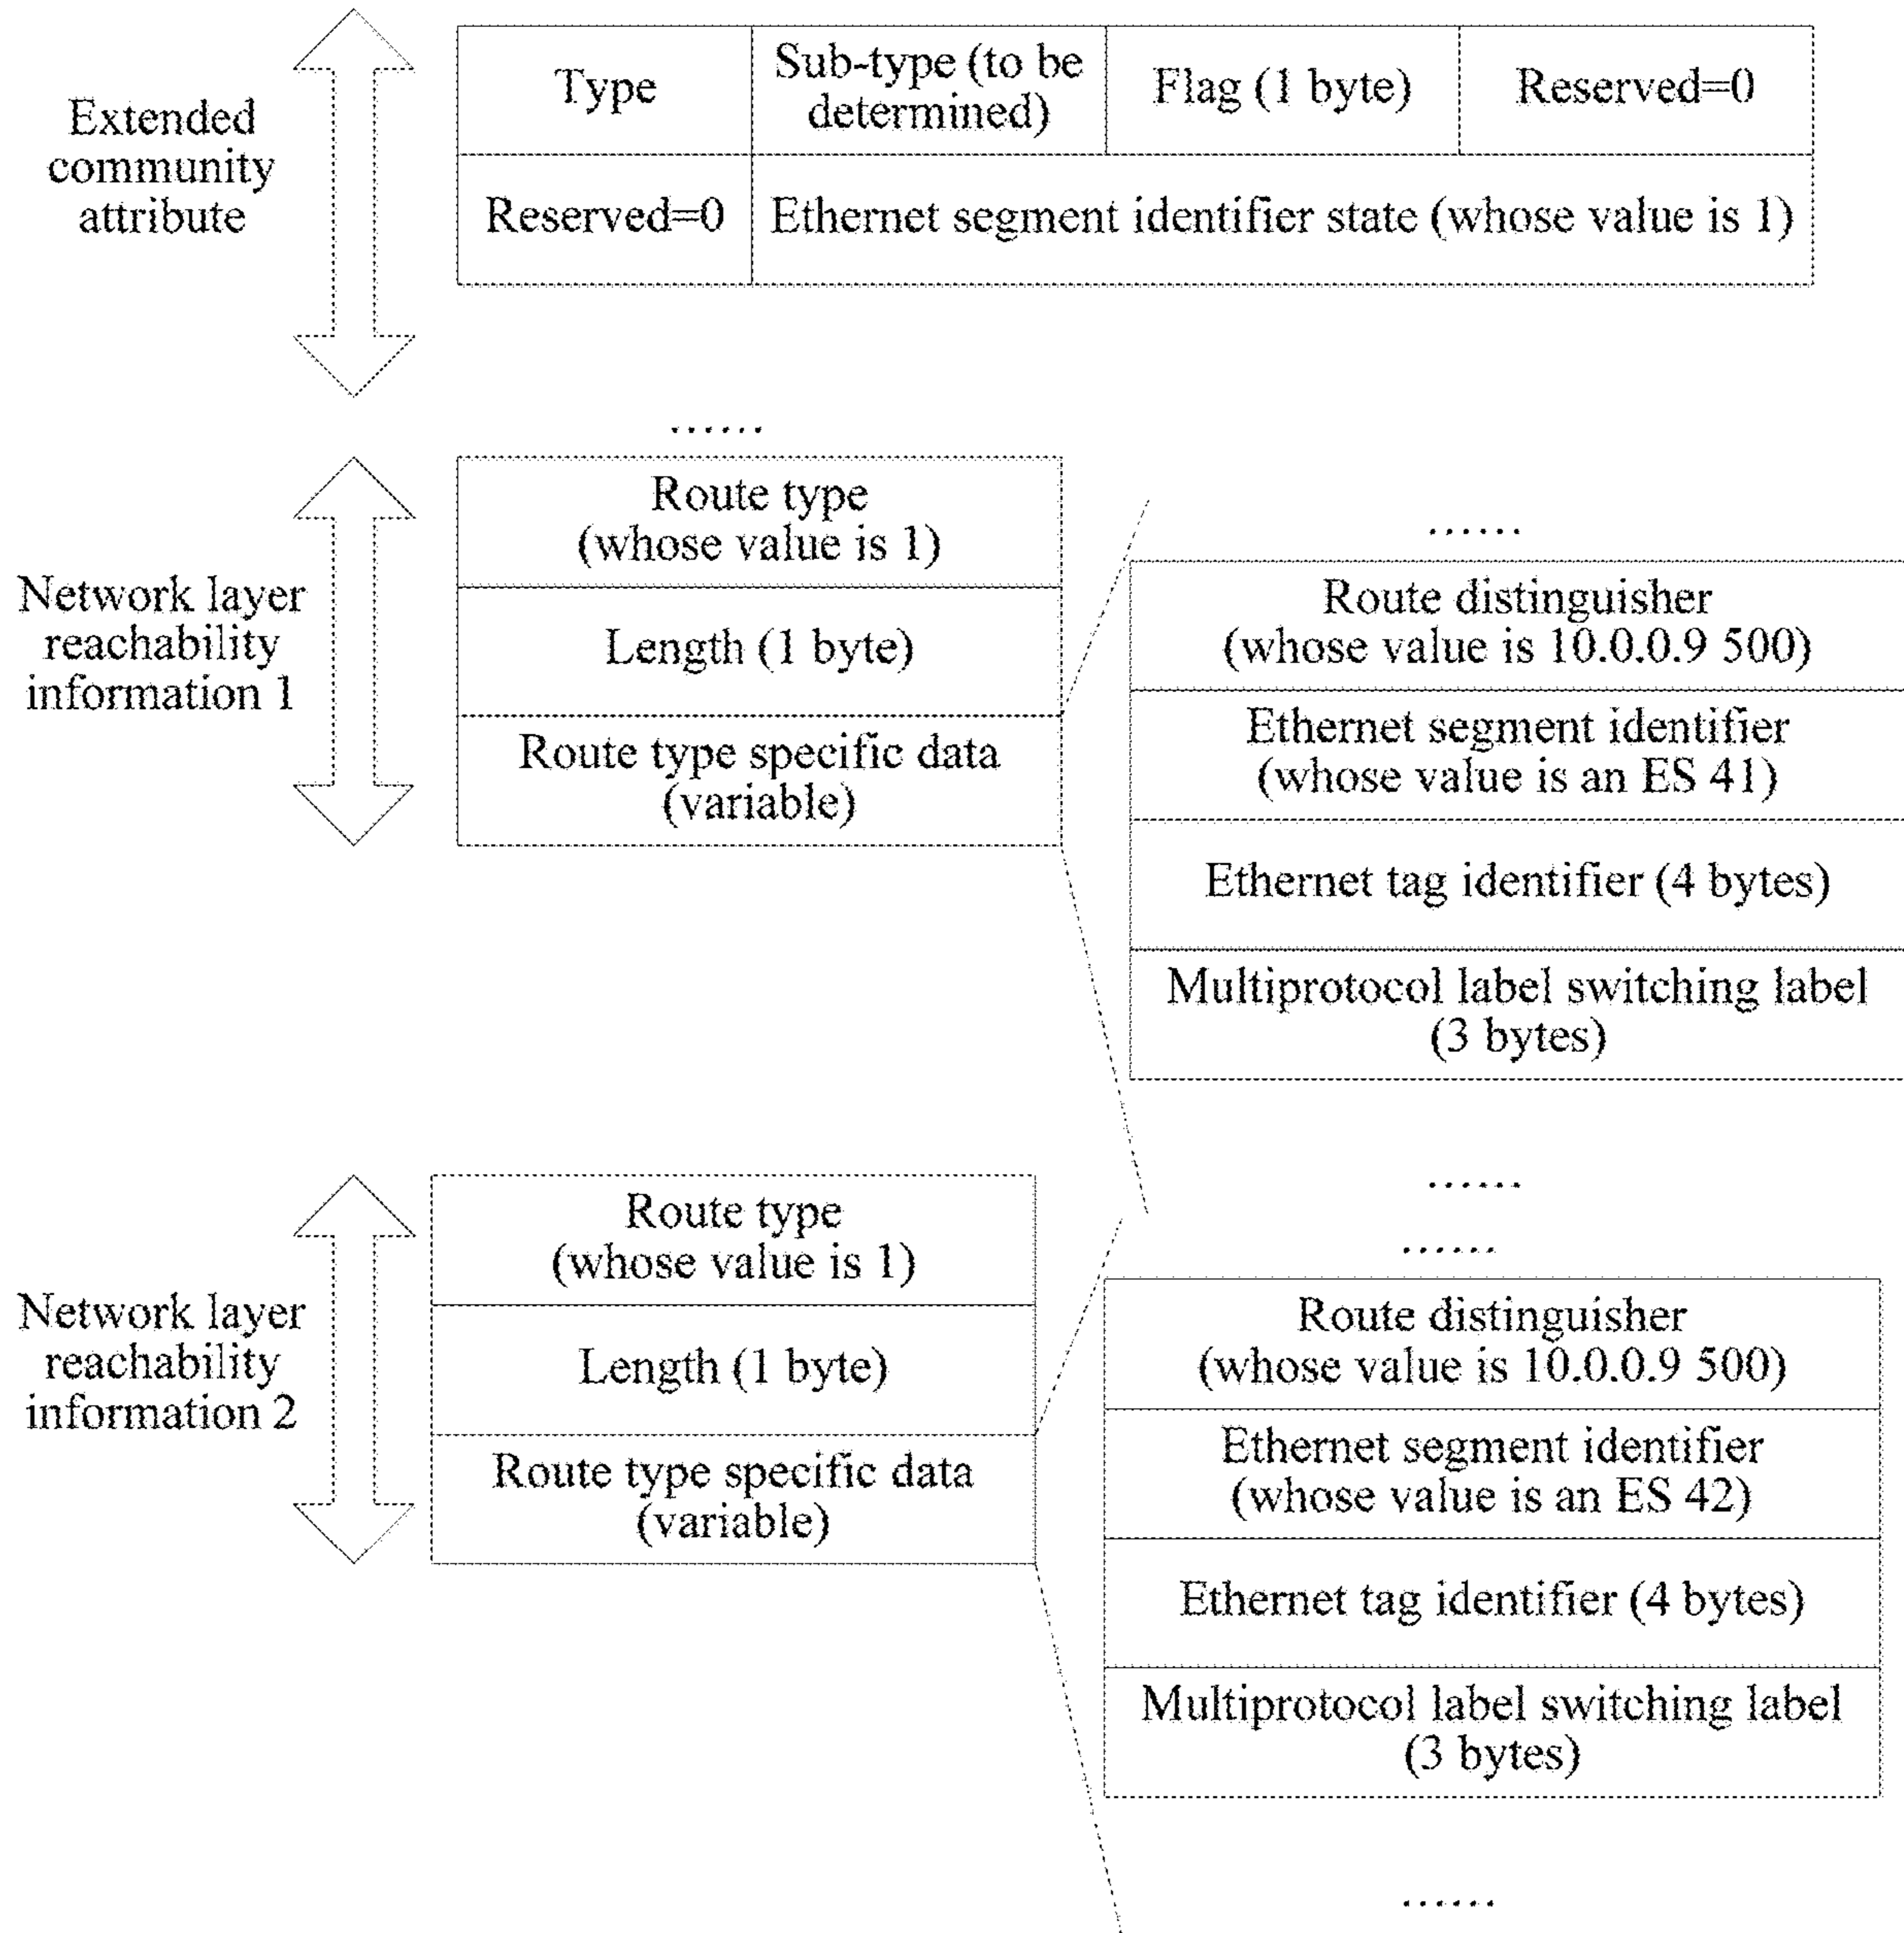 Extended
community
attribute
Type
Sub-type (to be
determined)
Flag (1 byte)
Reserved=0
Reserved=0
Ethernet segment identifier state (whose value is 1)
......
Network layer
reachability
information 1
Route type
(whose value is 1)
Length (1 byte)
Route type specific data
(variable)
......
Route distinguisher
(whose value is 10.0.0.9 500)
Ethernet segment identifier
(whose value is an ES 41)
Ethernet tag identifier (4 bytes)
Multiprotocol label switching label
(3 bytes)
......
Network layer
reachability
information 2
Route type
(whose value is 1)
Length (1 byte)
Route type specific data
(variable)
......
Route distinguisher
(whose value is 10.0.0.9 500)
Ethernet segment identifier
(whose value is an ES 42)
Ethernet tag identifier (4 bytes)
Multiprotocol label switching label
(3 bytes)
......